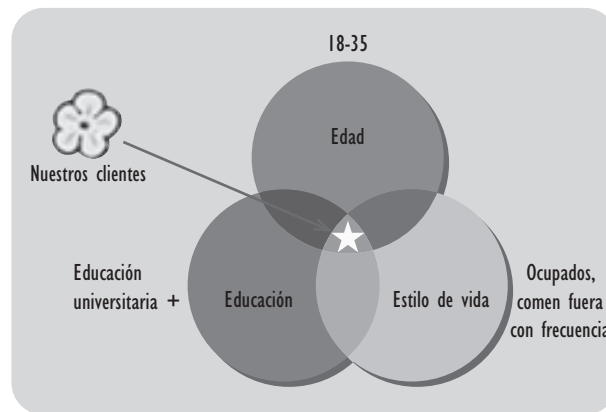 18-35
Edad
Nuestros clientes
Educación
universitaria +
Educación
Estilo de vida
Ocupados,
comen fuera
con frecuencia